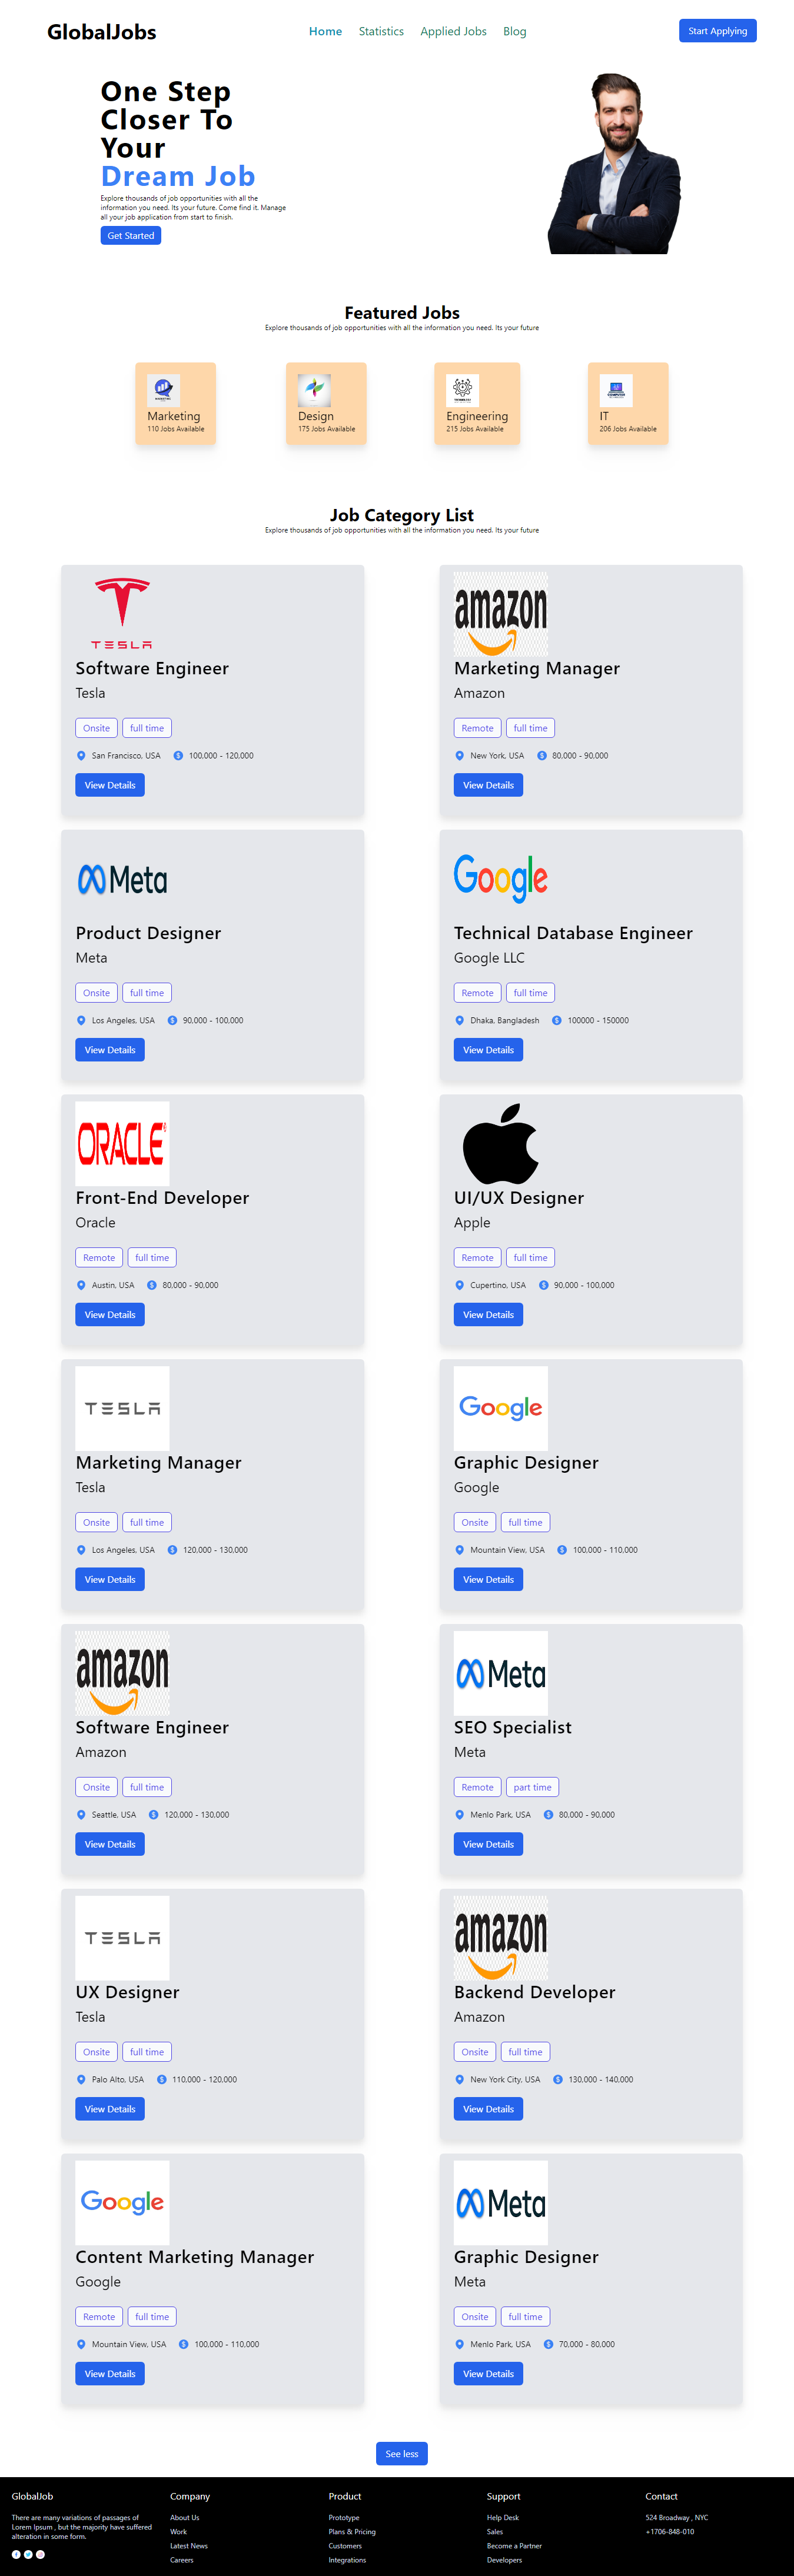 GlobalJobs
Home Statistics Applied Jobs Blog
Start Applying
One Step
Closer To
Your
Dream Job
Explore thousands of job opportunities with all the
information you need. Its your future. Come find it. Manage
all your job application from start to finish.
Get Started
Featured Jobs
Explore thousands of job opportunities with all the information you need. Its your future
Marketing
110 Jobs Available
Design
175 Jobs Available
Engineering
215 Jobs Available
IT
206 Jobs Available
Job Category List
Explore thousands of job opportunities with all the information you need. Its your future
TESLA
Software Engineer
Tesla
Onsite full time
San Francisco, USA 100,000 - 120,000
View Details
amazon
Marketing Manager
Amazon
Remote full time
New York, USA 80,000 - 90,000
View Details
Meta
Product Designer
Meta
Onsite full time
Los Angeles, USA 90,000 - 100,000
View Details
Google
Technical Database Engineer
Google LLC
Remote full time
Dhaka, Bangladesh 100000 - 150000
View Details
ORACLE
Front-End Developer
Oracle
Remote full time
Austin, USA 80,000 - 90,000
View Details
UI/UX Designer
Apple
Remote full time
Cupertino, USA 90,000 - 100,000
View Details
TESLA
Marketing Manager
Tesla
Onsite full time
Los Angeles, USA 120,000 - 130,000
View Details
Google
Graphic Designer
Google
Onsite full time
Mountain View, USA 100,000 - 110,000
View Details
amazon
Software Engineer
Amazon
Onsite full time
Seattle, USA 120,000 - 130,000
View Details
Meta
SEO Specialist
Meta
Remote part time
Menlo Park, USA 80,000 - 90,000
View Details
TESLA
UX Designer
Tesla
Onsite full time
Palo Alto, USA 110,000 - 120,000
View Details
amazon
Backend Developer
Amazon
Onsite full time
New York City, USA 130,000 - 140,000
View Details
Google
Content Marketing Manager
Google
Remote full time
Mountain View, USA 100,000 - 110,000
View Details
Meta
Graphic Designer
Meta
Onsite full time
Menlo Park, USA 70,000 - 80,000
View Details
See less
GlobalJob
There are many variations of passages of
Lorem Ipsum , but the majority have suffered
alteration in some form.
Company
About Us
Work
Latest News
Careers
Product
Prototype
Plans & Pricing
Customers
Integrations
Support
Help Desk
Sales
Become a Partner
Developers
Contact
524 Broadway , NYC
+1706-848-010